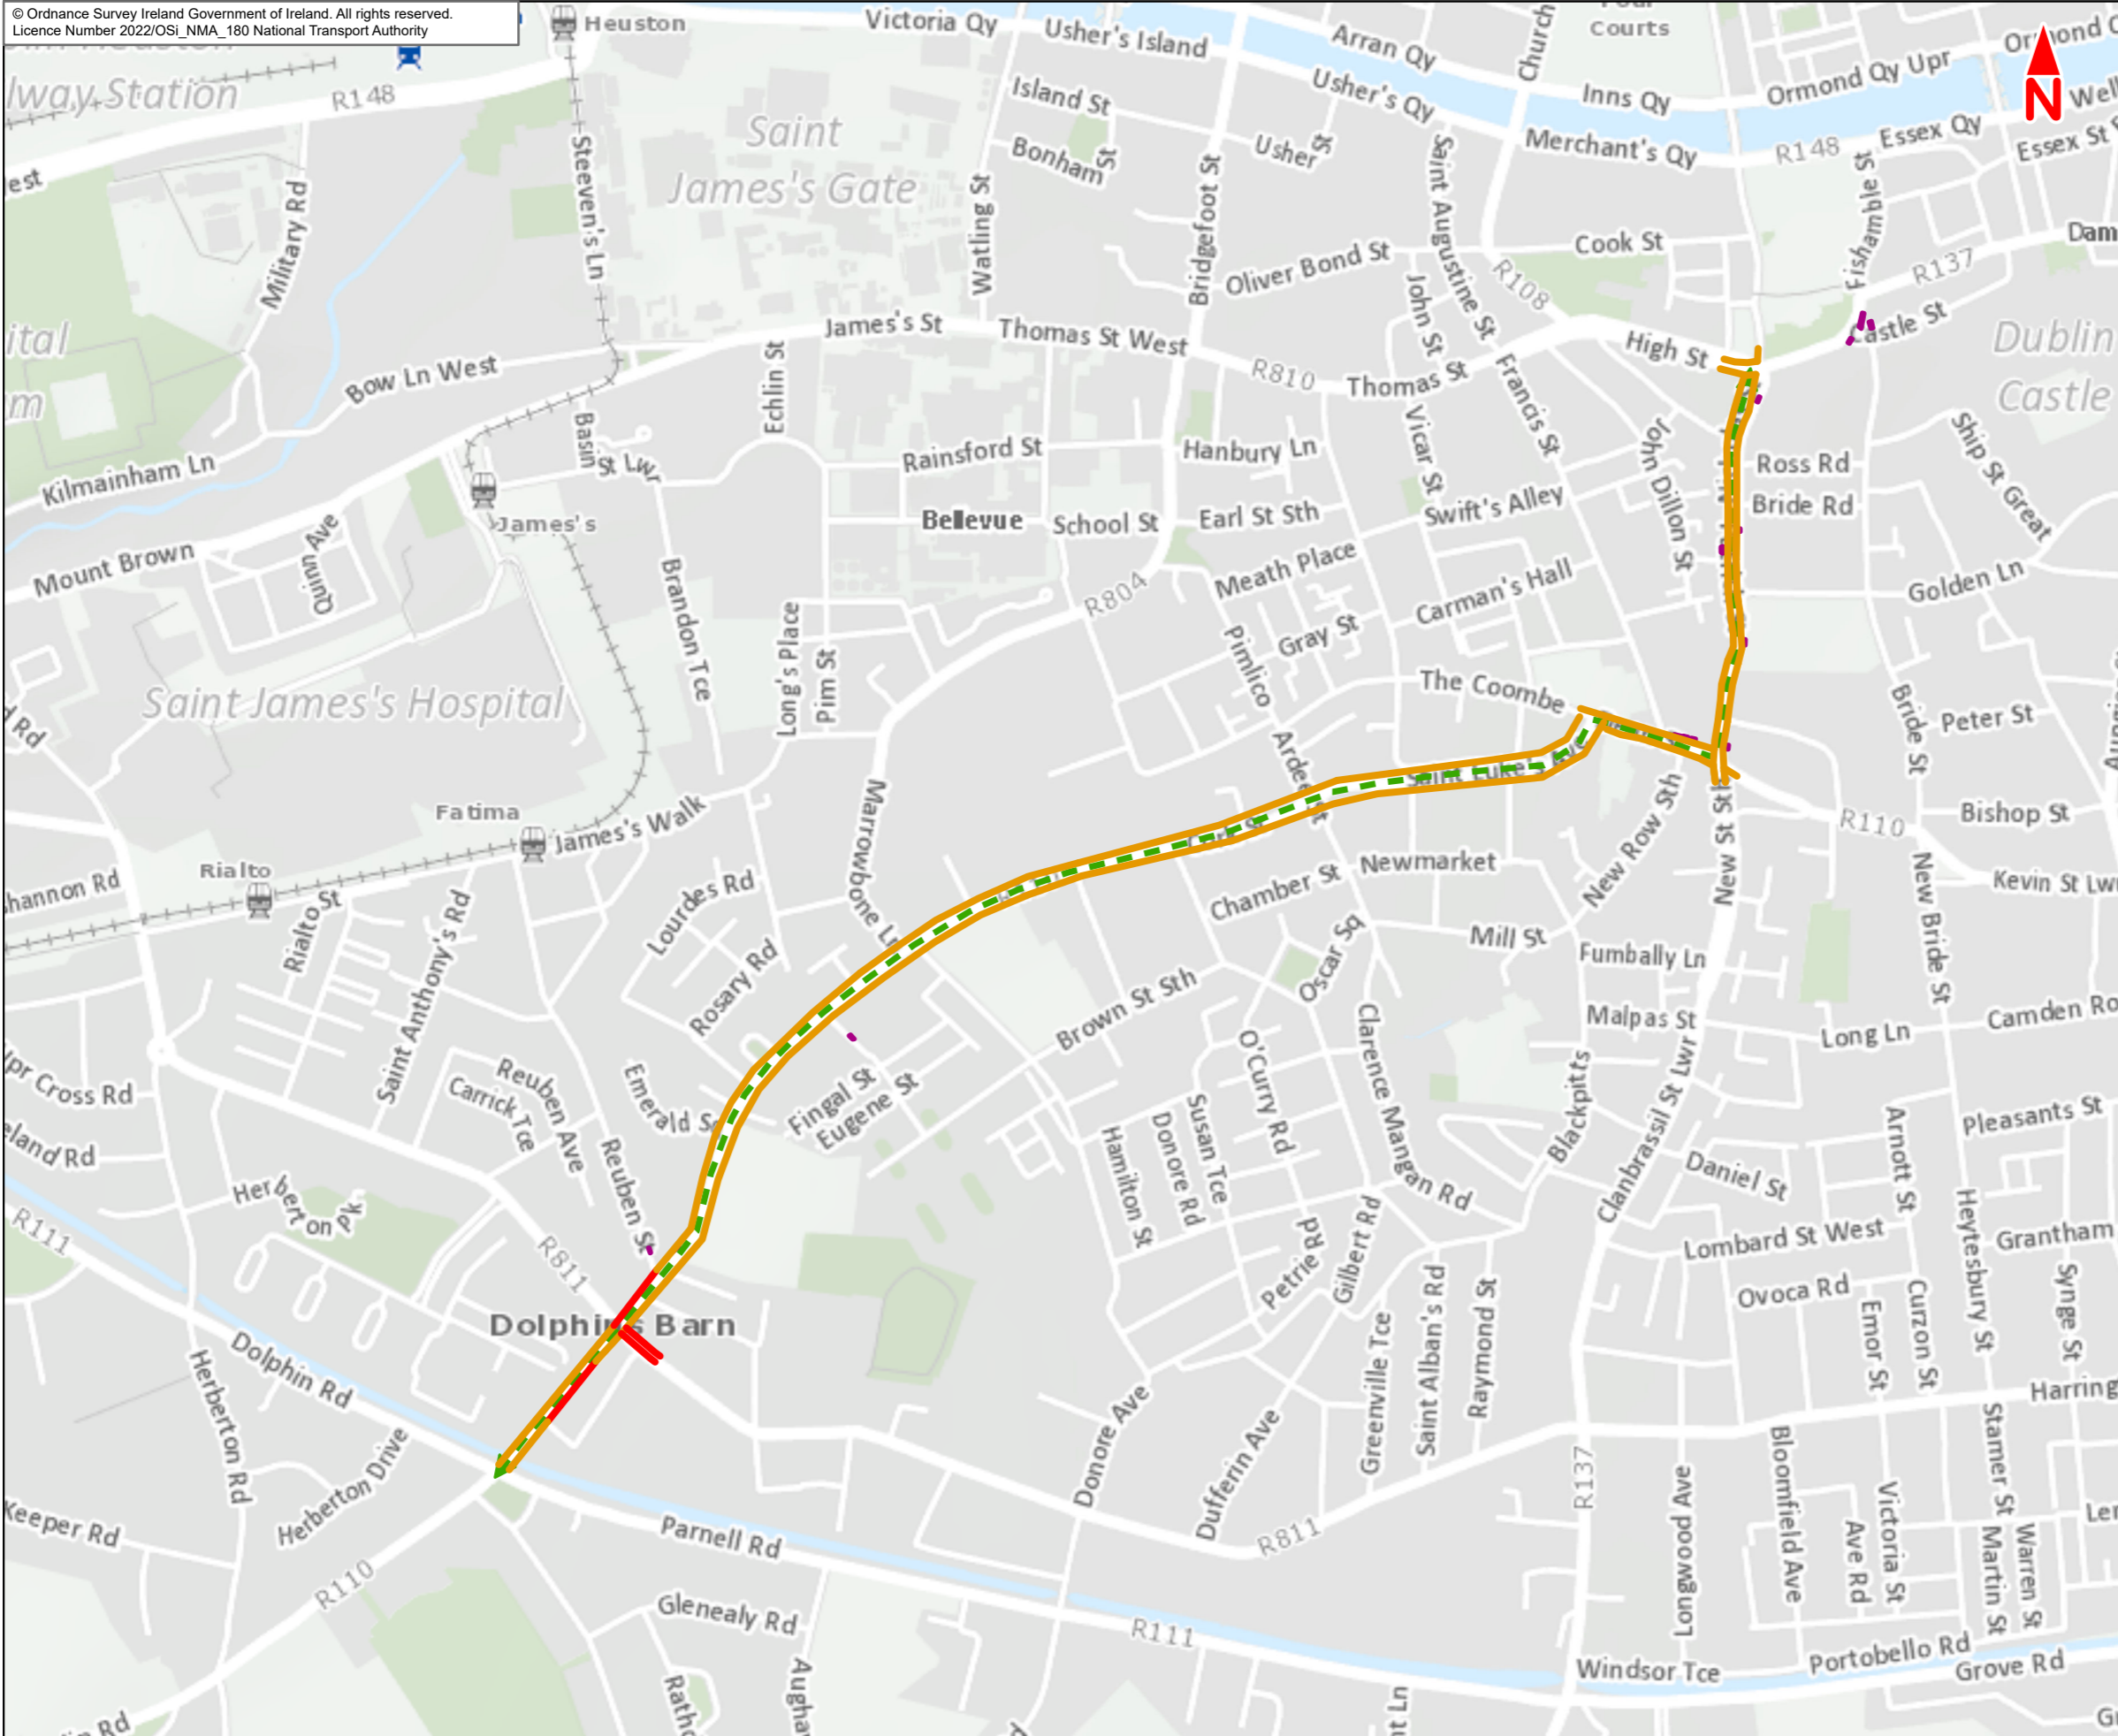 © Ordnance Survey Ireland Government of Ireland. All rights reserved.
Licence Number 2022/OSi_NMA_180 National Transport Authority
Heuston
Victoria Qy
Usher's Island
Arran Qy
Church
Courts
Ormond Qy Upr
N
lway Station
R148
Island St
Usher's Qy
Inns Qy
Saint
James's Gate
Bonham St
Usher St
Merchant's Qy
R148
Essex Qy
Essex St
Steeven's Ln
Military Rd
Watling St
Bridgefoot St
Saint Augustine St
Fishamble St
Oliver Bond St
Cook St
R108
R137
John St
James's St
Thomas St West
High St
Castle St
Dublin
Castle
Bow Ln West
Echlin St
R810
Thomas St
Francis St
Vicar St
Basin St Lwr
Kilmainham Ln
Rainsford St
Hanbury Ln
John Dillon St
Ross Rd
Ship St Great
James's
Bellevue
School St
Earl St Sth
Swift's Alley
Bride Rd
Mount Brown
Quinn Ave
Brandon Tce
R804
Meath Place
Carman's Hall
Golden Ln
Long's Place
Pim St
Pimlico
Gray St
Saint James's Hospital
The Coombe
Bride St
Peter St
Ardee St
Saint Luke's Ave
Fatima
James's Walk
Marrowbone Ln
R110
Bishop St
Rialto
Chamber St
Newmarket
New Row Sth
New St St
New Bride St
Kevin St Lw
Rialto St
Saint Anthony's Rd
Lourdes Rd
Oscar Sq
Mill St
Fumbally Ln
Rosary Rd
Brown St Sth
Malpas St
Long Ln
Camden Ro
Clarence Mangan Rd
O'Curry Rd
Blackpitts
Clanbrassil St Lwr
Reuben Ave
Carrick Tce
Emerald
Fingal St
Eugene St
Susan Tce
Donore Rd
Hamilton St
Arnott St
Pleasants St
Reuben St
Daniel St
Herberton Pk
Petrie Rd
Gilbert Rd
Heytesbury St
R111
R811
Lombard St West
Grantham
Dolphin's Barn
Saint Alban's Rd
Raymond St
Greenville Tce
Ovoca Rd
Emor St
Curzon St
Synge St
Dolphin Rd
Herberton Rd
Herberton Drive
Donore Ave
Dufferin Ave
Harring
Stamer St
R137
Longwood Ave
Bloomfield Ave
Victoria St
Ave Rd
Martin St
Warren St
Keeper Rd
Parnell Rd
R811
R110
Glenealy Rd
R111
Windsor Tce
Portobello Rd
Grove Rd